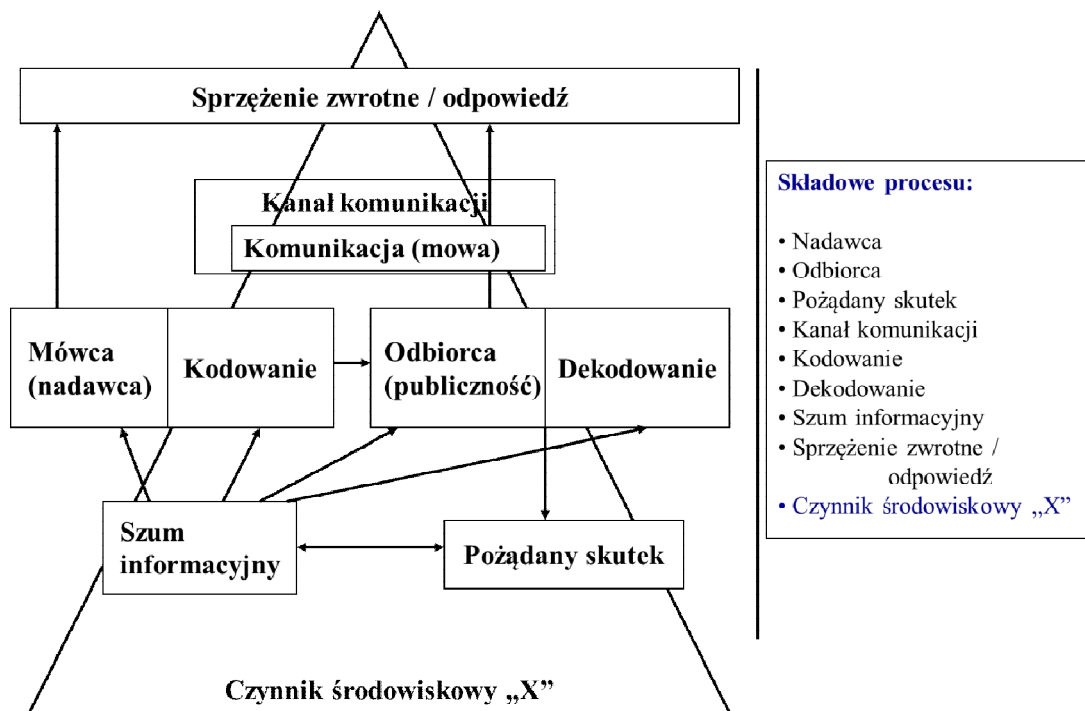 Sprzężenie zwrotne / odpowiedź
Kanał komunikacji
Komunikacja (mowa)
Mówca
(nadawca)
Kodowanie
Odbiorca
(publiczność)
Dekodowanie
Szum
informacyjny
Pożądany skutek
Czynnik środowiskowy „X”
Składowe procesu:
• Nadawca
• Odbiorca
• Pożądany skutek
• Kanał komunikacji
• Kodowanie
• Dekodowanie
• Szum informacyjny
• Sprzężenie zwrotne /
odpowiedź
• Czynnik środowiskowy „X”